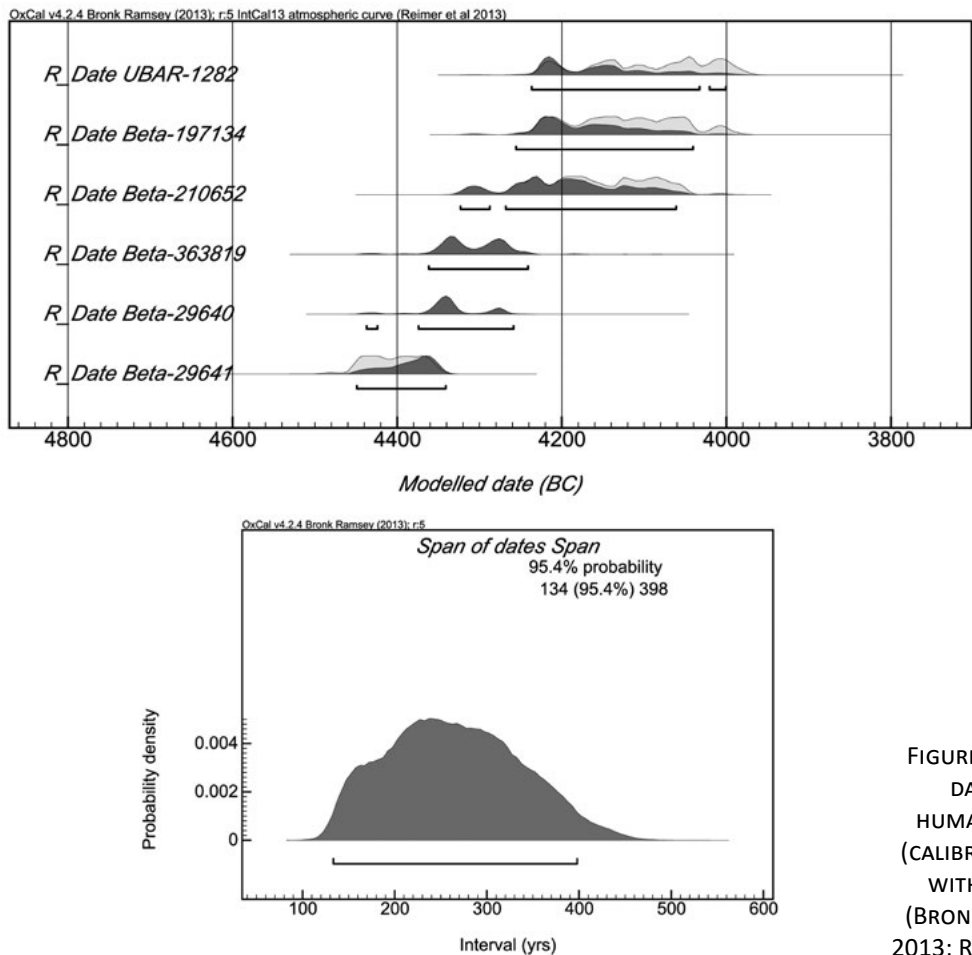 OxCal v4.2.4 Bronk Ramsey (2013); r:5 IntCal13 atmospheric curve (Reimer et al 2013)
R_Date UBAR-1282
R_Date Beta-197134
R_Date Beta-210652
R_Date Beta-363819
R_Date Beta-29640
R_Date Beta-29641
4800 4600 4400 4200 4000 3800
Modelled date (BC)
OxCal v4.2.4 Bronk Ramsey (2013); r:5
Span of dates Span
95.4% probability
134 (95.4%) 398
Probability density
0.004
0.002
0
100 200 300 400 500 600
Interval (yrs)
FIGURE
DA
HUMA
(CALIBR
WITH
(BRON
2013; R